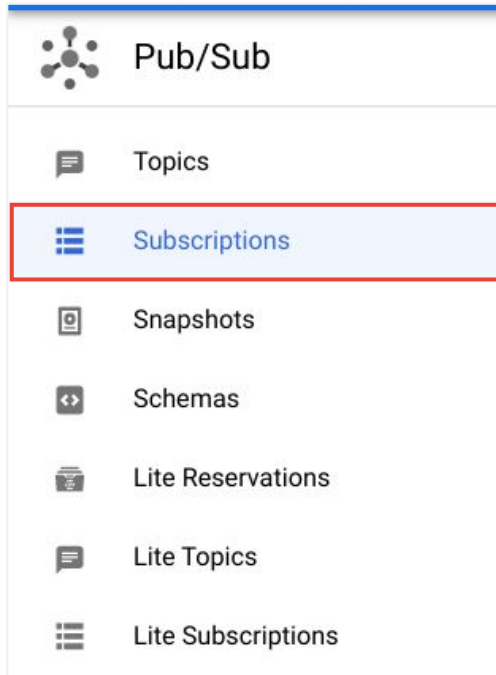 Pub/Sub
Topics
Subscriptions
Snapshots
Schemas
Lite Reservations
Lite Topics
Lite Subscriptions